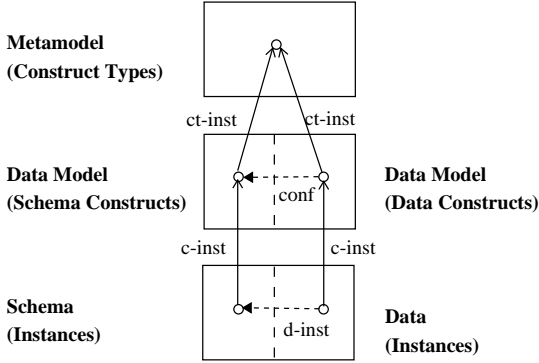 Metamodel
(Construct Types)
ct-inst ct-inst
Data Model
(Schema Constructs)
conf
Data Model
(Data Constructs)
c-inst c-inst
Schema
(Instances)
d-inst
Data
(Instances)